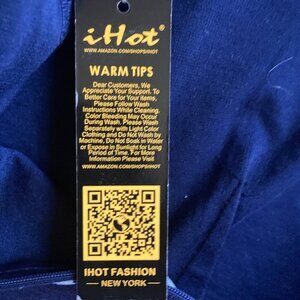 iHot®
WWW.AMAZON.COM/SHOPS/IHOT
WARM TIPS
Dear Customers, We
Appreciate Your Support. To
Better Care for Your Items,
Please Follow Wash
Instructions While Cleaning.
Color Bleeding May Occur
During Wash. Please Wash
Separately with Light Color
Clothing and Do Not Wash by
Machine, Do Not Soak in Water
or Expose in Sunlight for Long
Period of Time. For More
Information Please Visit
WWW.AMAZON.COM/SHOPS/IHOT
IHOT FASHION
NEW YORK